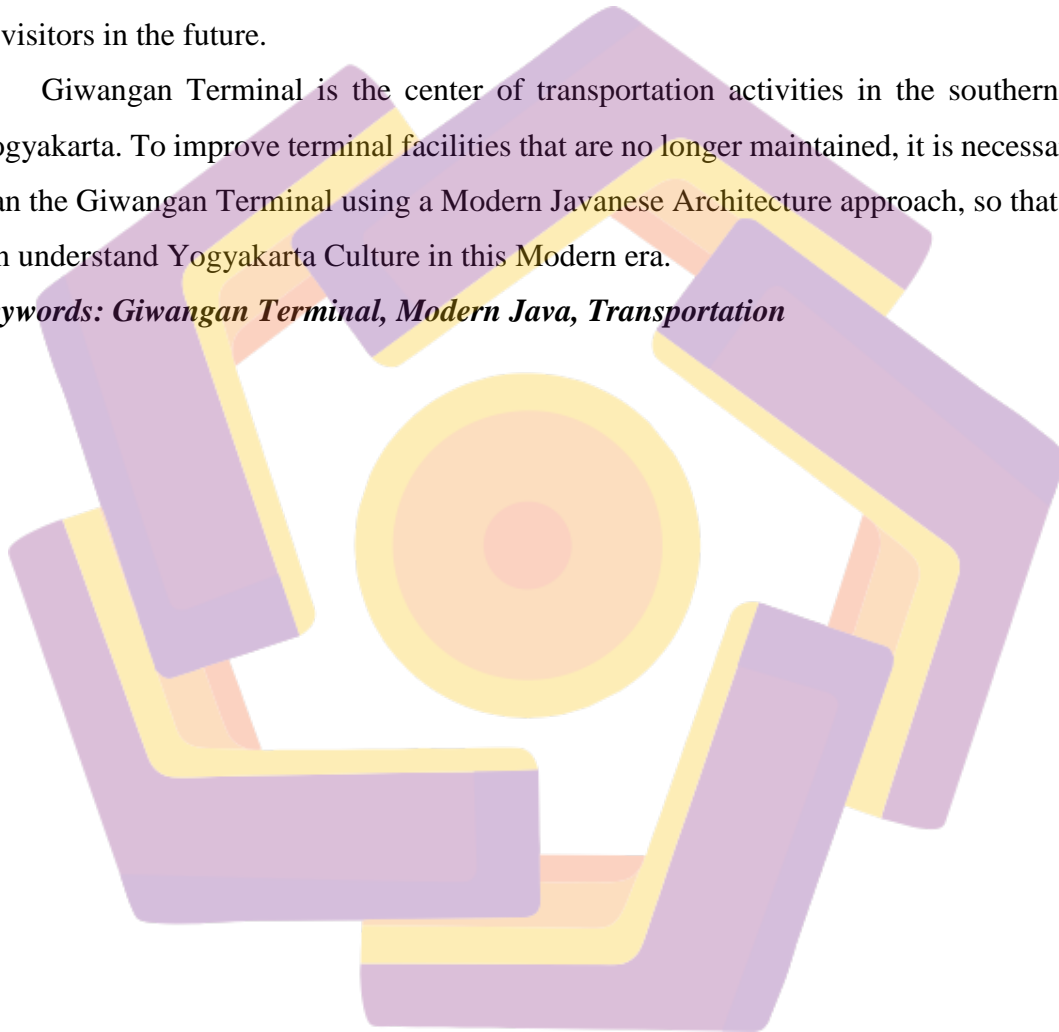 visitors in the future.
Giwangan Terminal is the center of transportation activities in the southern
ogyakarta. To improve terminal facilities that are no longer maintained, it is necessa
an the Giwangan Terminal using a Modern Javanese Architecture approach, so that
n understand Yogyakarta Culture in this Modern era.
ywords: Giwangan Terminal, Modern Java, Transportation